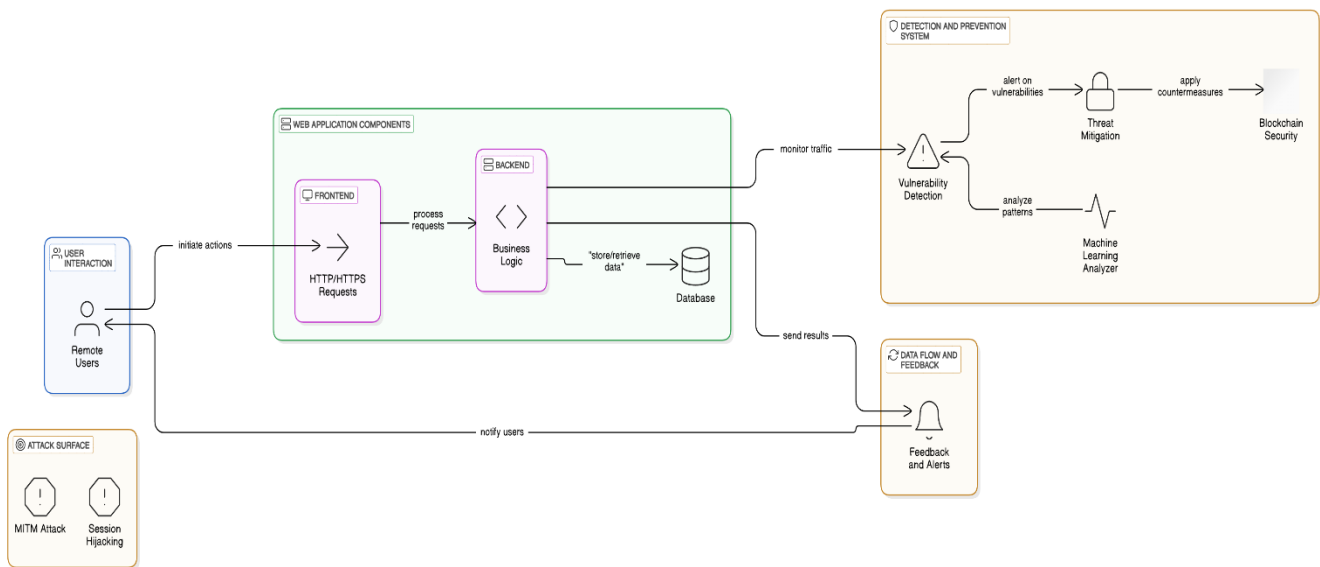 DETECTION AND PREVENTION
SYSTEM
alert on
vulnerabilities
apply
countermeasures
Threat
Mitigation
Blockchain
Security
WEB APPLICATION COMPONENTS
monitor traffic
BACKEND
Vulnerability
Detection
FRONTEND
analyze
patterns
process
requests
Machine
Learning
Analyzer
USER
INTERACTION
initiate actions
Business
Logic
"store/retrieve
data"
HTTP/HTTPS
Requests
Database
send results
Remote
Users
DATA FLOW AND
FEEDBACK
notify users
ATTACK SURFACE
Feedback
and Alerts
MITM Attack
Session
Hijacking